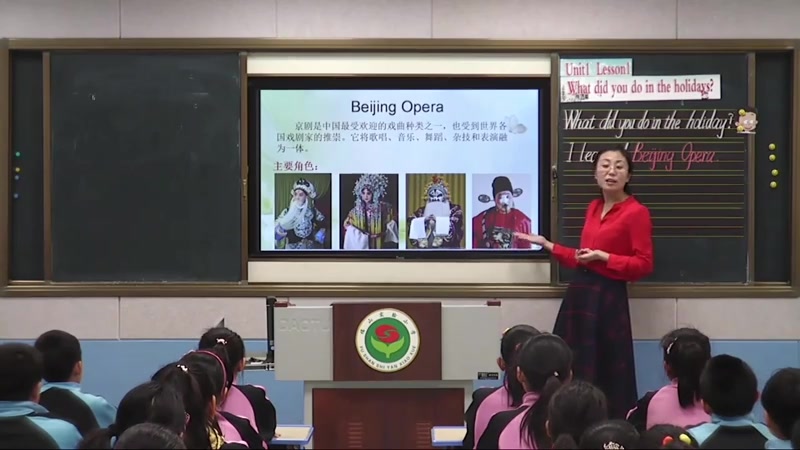 Beijing Opera
京剧是中国最受欢迎的戏曲种类之一，也受到世界各
国戏剧家的推崇。它将歌唱、音乐、舞蹈、杂技和表演融
为一体。
主要角色：
Unit1 Lesson1
What did you do in the holidays?
What did you do in the holiday?
I Beijing Opera.